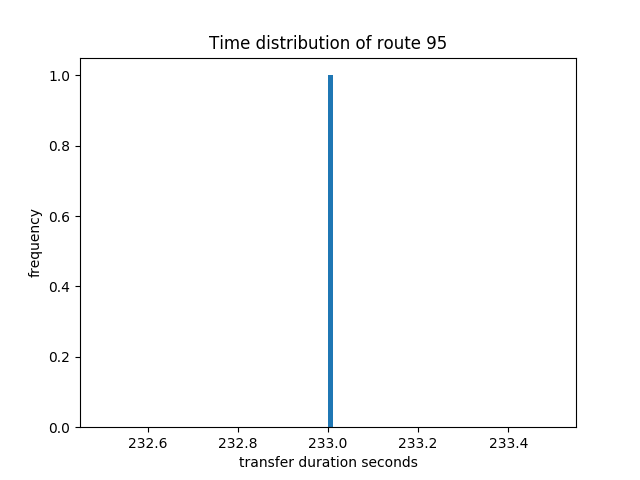 Time distribution of route 95
1.0
0.8
0.6
0.4
0.2
0.0
frequency
232.6 232.8 233.0 233.2 233.4
transfer duration seconds